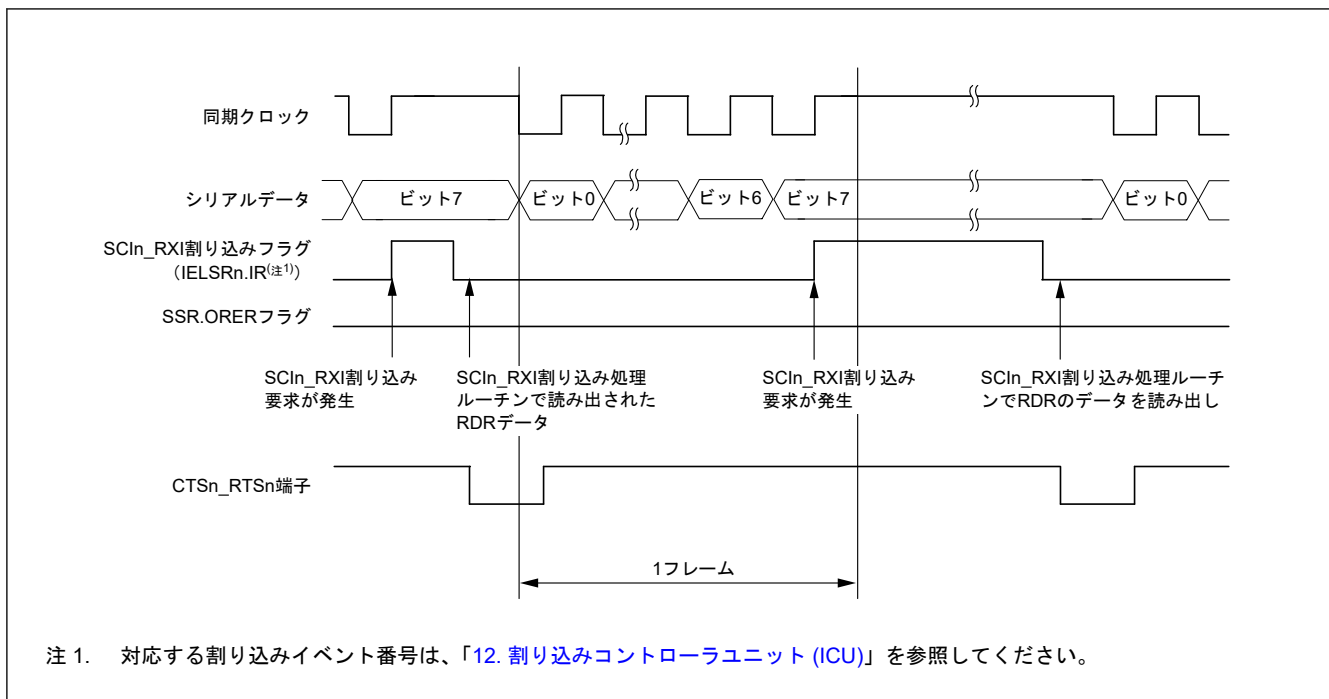 同期クロック
シリアルデータ
ビット7
ビット0
ビット6
ビット7
ビット0
SCIn_RXI割り込みフラグ
（IELSRn.IR(注1)）
SSR.ORERフラグ
SCIn_RXI割り込み
要求が発生
SCIn_RXI割り込み処理
ルーチンで読み出された
RDRデータ
SCIn_RXI割り込み
要求が発生
SCIn_RXI割り込み処理ルーチ
ンでRDRのデータを読み出し
CTSn_RTSn端子
1フレーム
注 1. 対応する割り込みイベント番号は、「12. 割り込みコントローラユニット (ICU)」を参照してください。